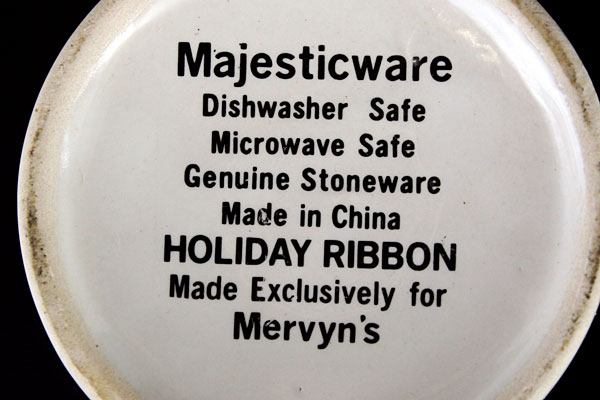 Majesticware
Dishwasher Safe
Microwave Safe
Genuine Stoneware
Made in China
HOLIDAY RIBBON
Made Exclusively for
Mervyn's